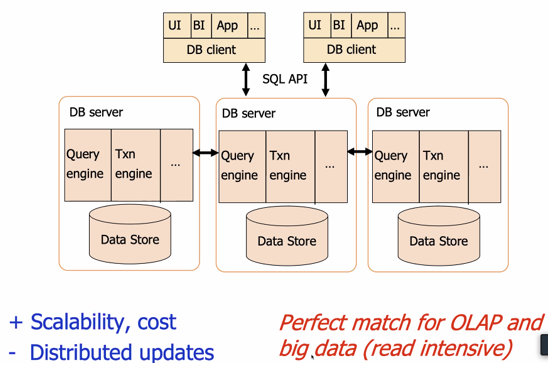 UI BI App ...
DB client
UI BI App ...
DB client
SQL API
DB server
Query engine
Txn engine
...
Data Store
DB server
Query engine
Txn engine
...
Data Store
DB server
Query engine
Txn engine
...
Data Store
+ Scalability, cost
- Distributed updates
Perfect match for OLAP and
big data (read intensive)